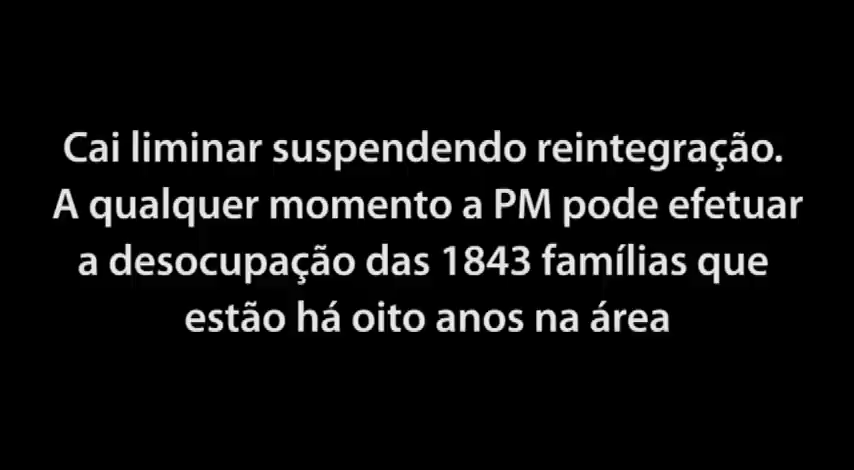 Cai liminar suspendendo reintegração.
A qualquer momento a PM pode efetuar
a desocupação das 1843 famílias que
estão há oito anos na área